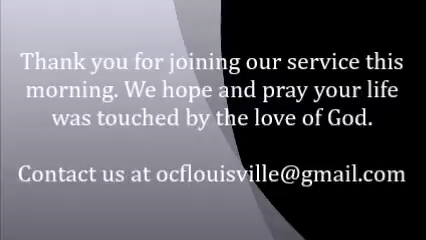 Thank you for joining our service this
morning. We hope and pray your life
was touched by the love of God.
Contact us at ocflouisville@gmail.com